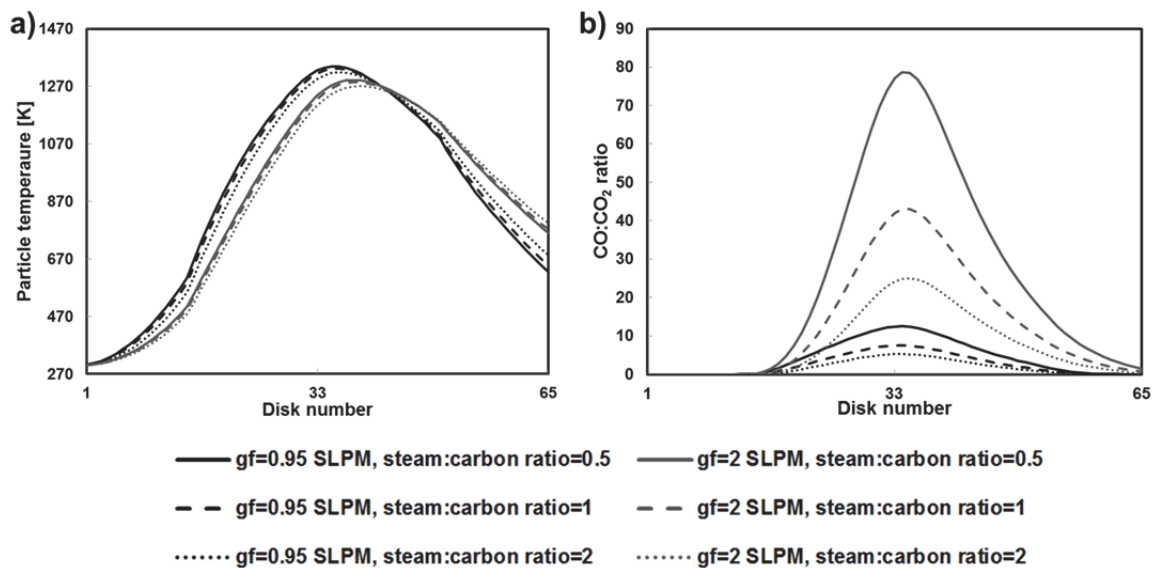 a)
1470
1270
1070
870
670
470
270
Particle temperaure [K]
1
33
65
Disk number
b)
90
80
70
60
50
40
30
20
10
0
CO:CO₂ ratio
1
33
65
Disk number
gf=0.95 SLPM, steam:carbon ratio=0.5
gf=2 SLPM, steam:carbon ratio=0.5
gf=0.95 SLPM, steam:carbon ratio=1
gf=2 SLPM, steam:carbon ratio=1
gf=0.95 SLPM, steam:carbon ratio=2
gf=2 SLPM, steam:carbon ratio=2